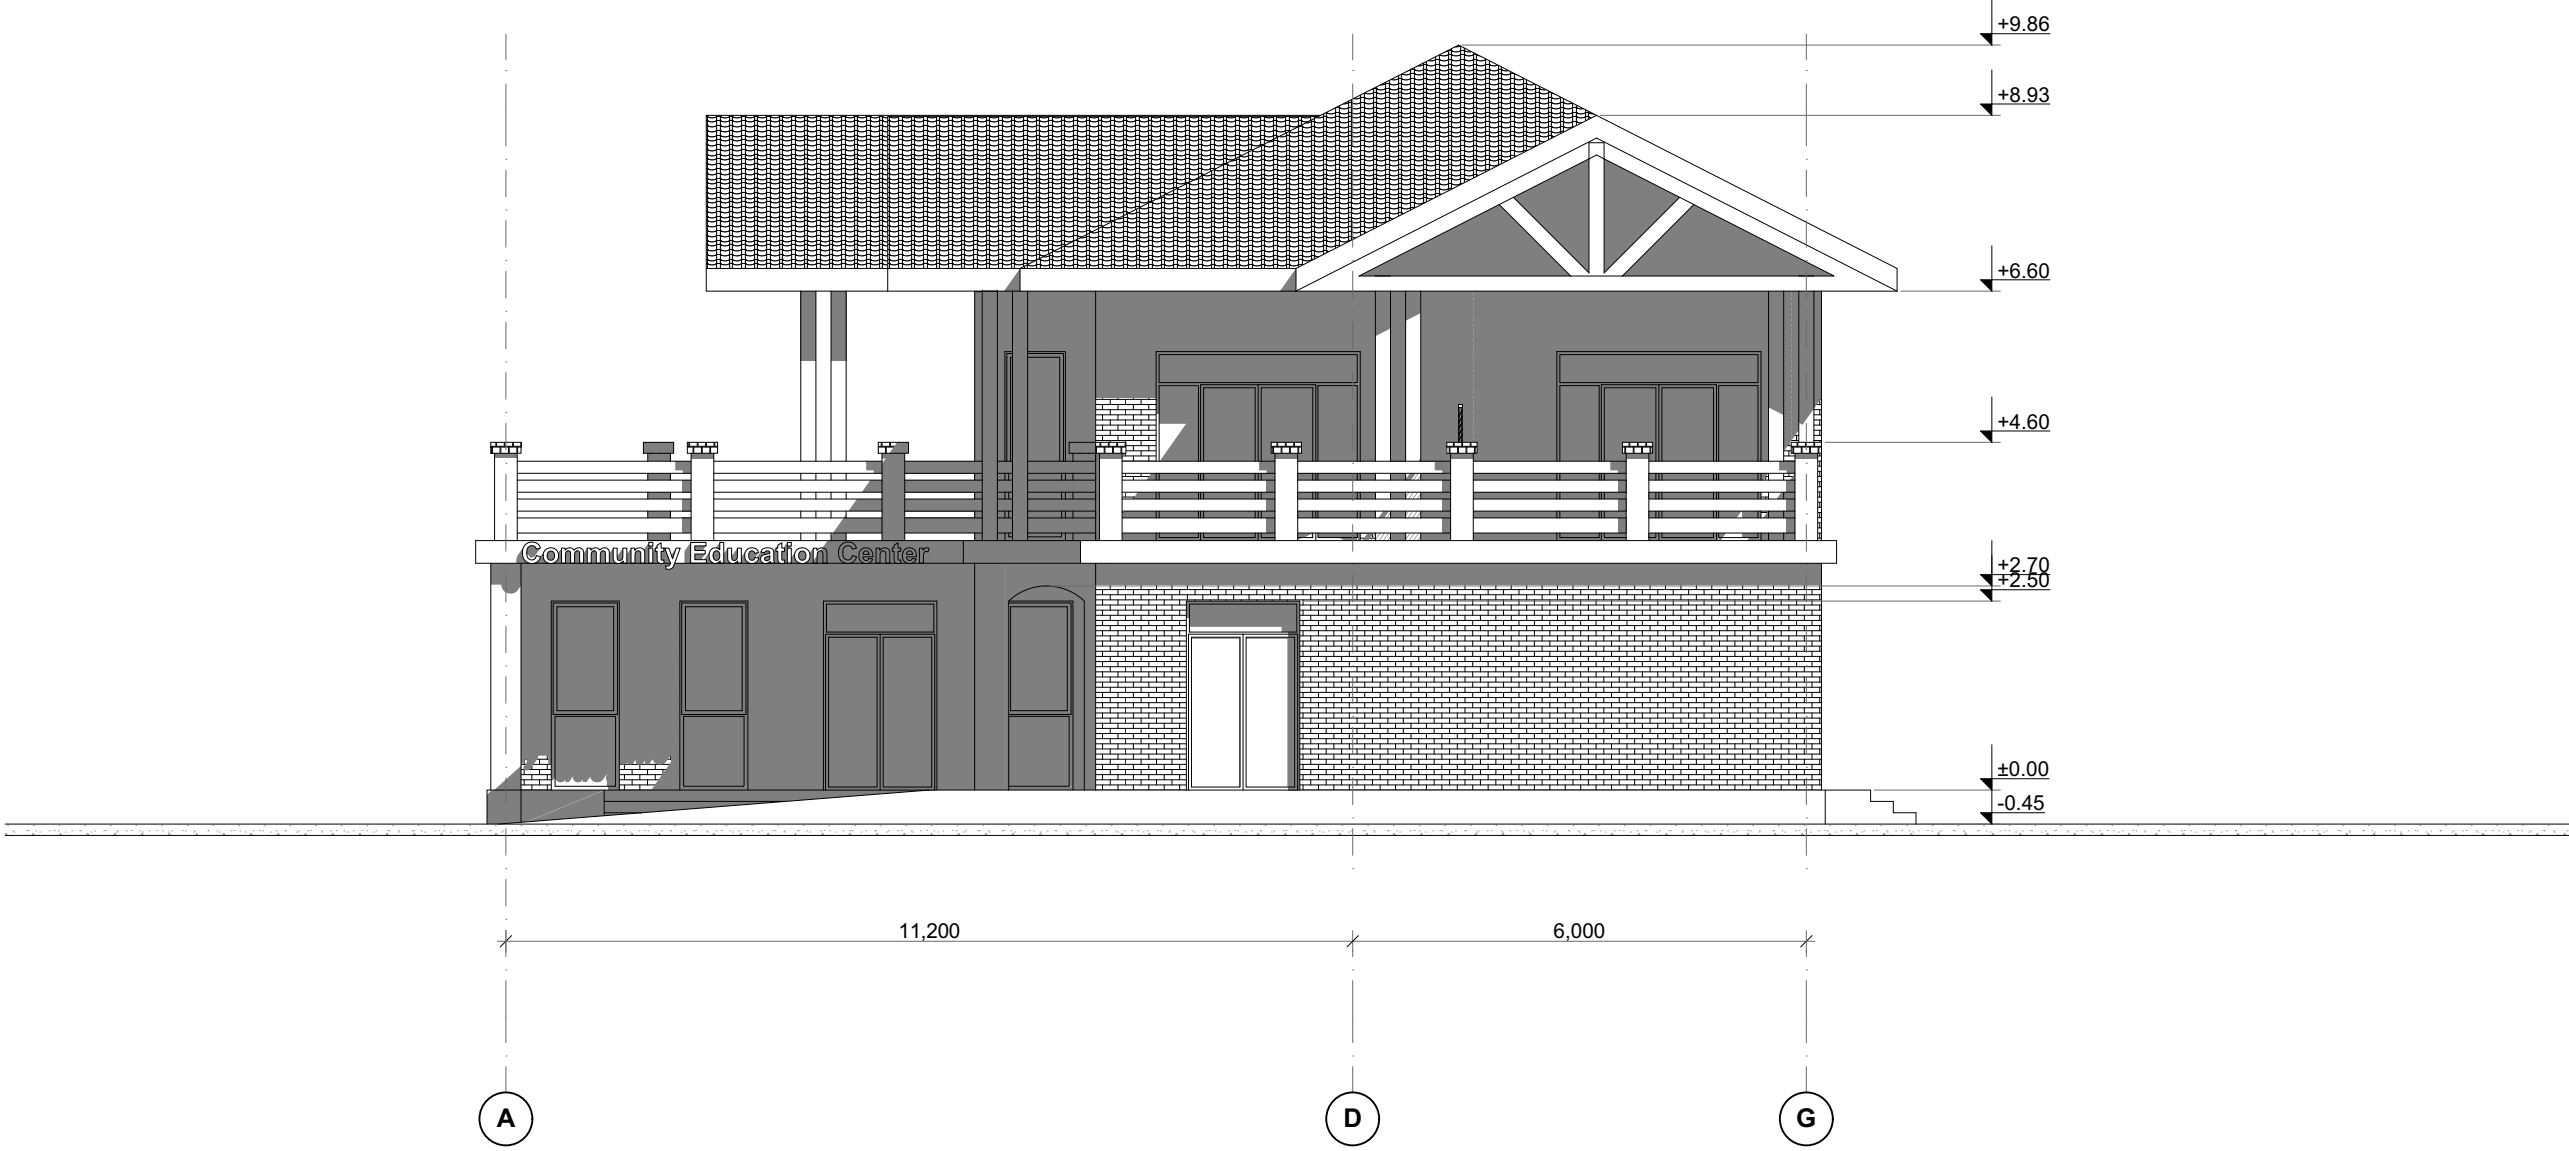 +9.86
+8.93
+6.60
+4.60
Community Education Center
+2.70
+2.50
±0.00
-0.45
11,200
6,000
A
D
G